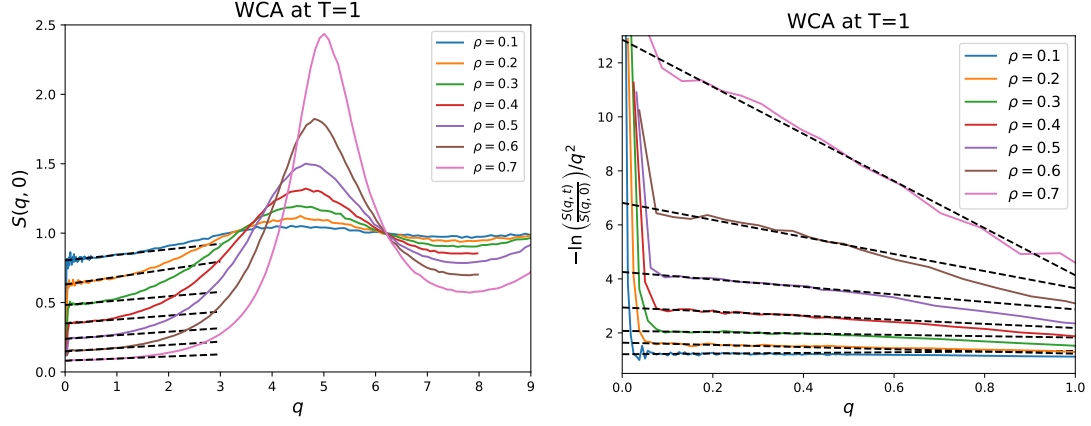 WCA at T=1
S(q, 0)
2.5
2.0
1.5
1.0
0.5
0.0
0 1 2 3 4 5 6 7 8 9
q
ρ = 0.1
ρ = 0.2
ρ = 0.3
ρ = 0.4
ρ = 0.5
ρ = 0.6
ρ = 0.7
WCA at T=1
−ln (S(q, t)/S(q, 0))/q²
12
10
8
6
4
2
0.0 0.2 0.4 0.6 0.8 1.0
q
ρ = 0.1
ρ = 0.2
ρ = 0.3
ρ = 0.4
ρ = 0.5
ρ = 0.6
ρ = 0.7